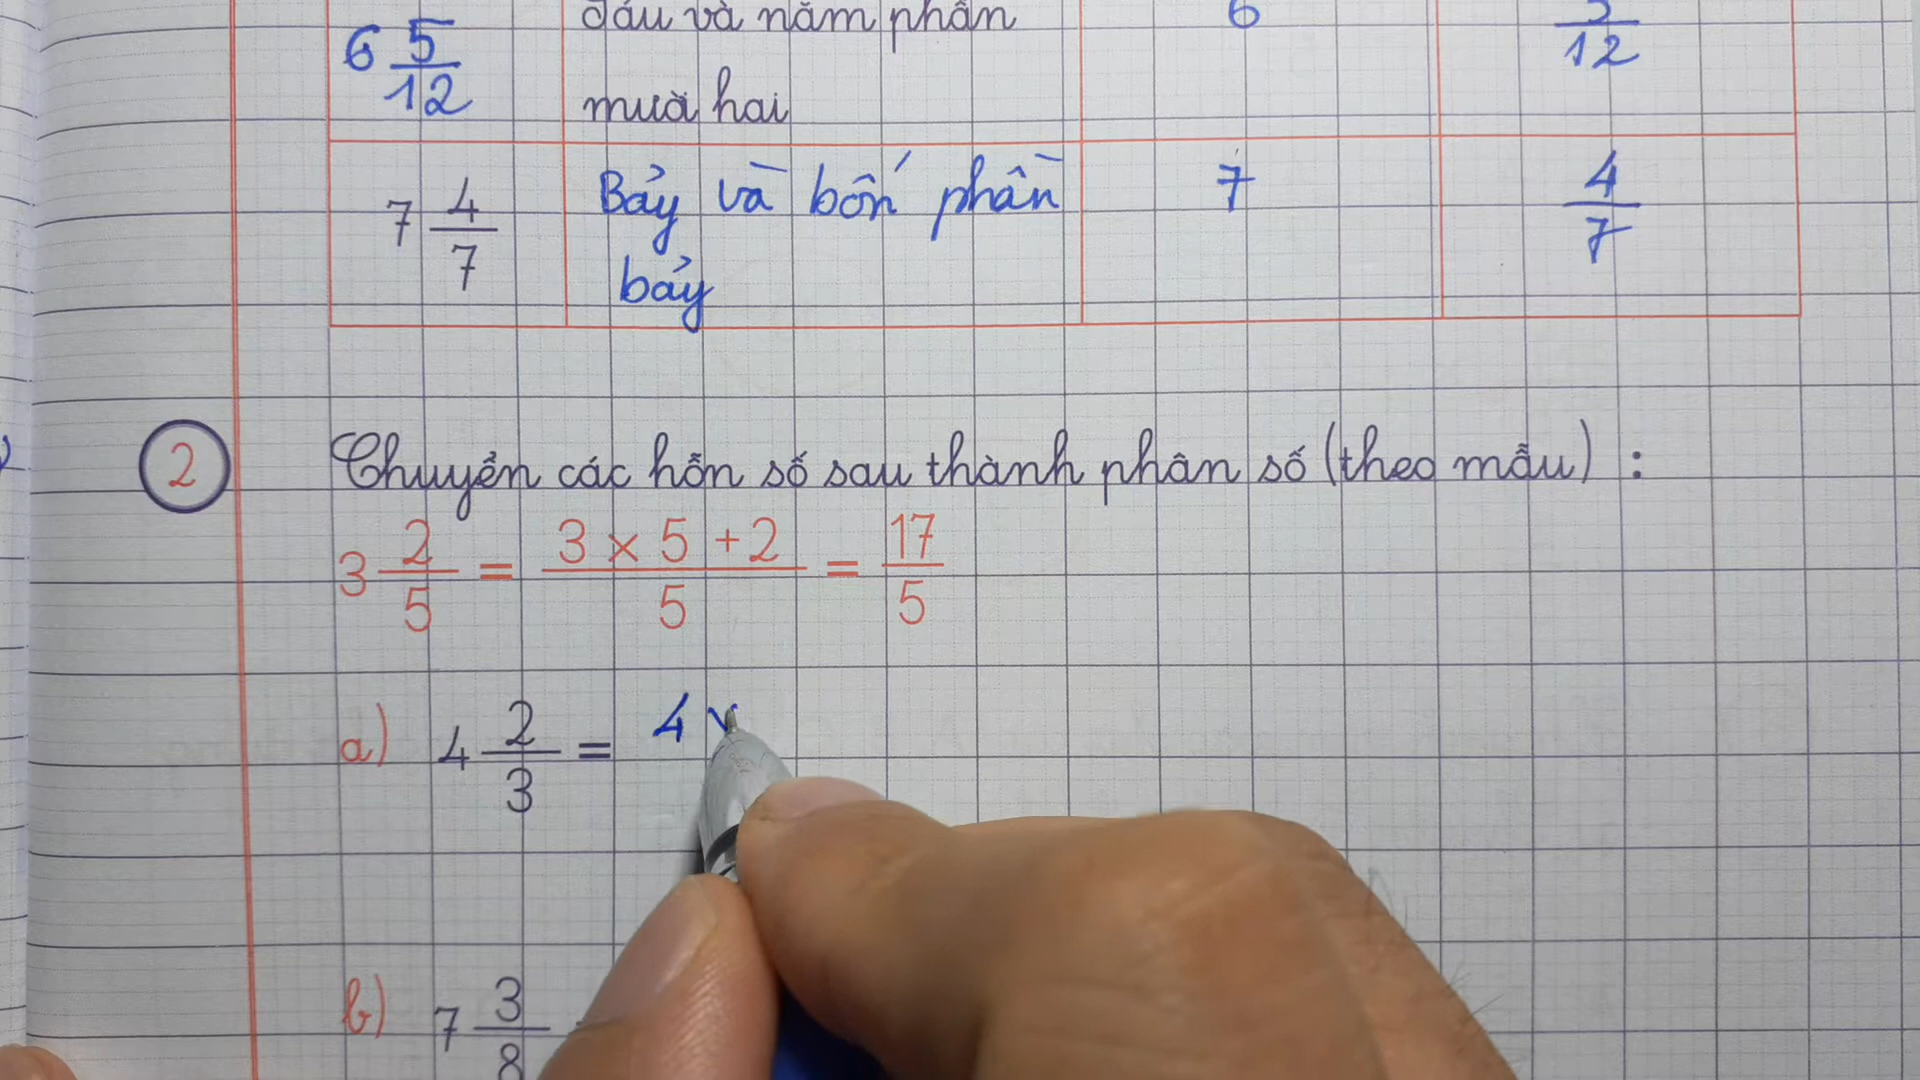 6 5/12 | sáu và năm phần mười hai | 6 | 5/12
7 4/7 | Bảy và bốn phần bảy | 7 | 4/7
2 Chuyển các hỗn số sau thành phân số (theo mẫu) :
3 2/5 = (3 × 5 + 2)/5 = 17/5
a) 4 2/3 = 4 ×
b) 7 3/8